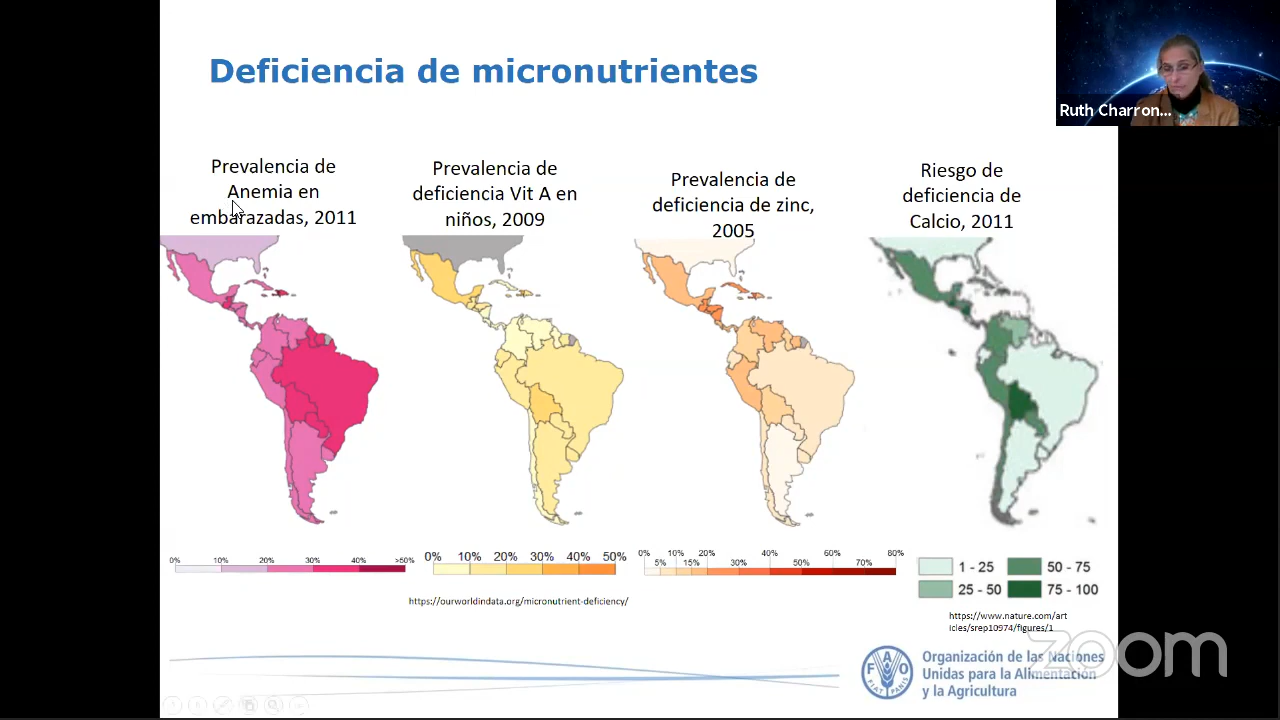 Deficiencia de micronutrientes
Ruth Charron...
Prevalencia de
Anemia en
embarazadas, 2011
Prevalencia de
deficiencia Vit A en
niños, 2009
Prevalencia de
deficiencia de zinc,
2005
Riesgo de
deficiencia de
Calcio, 2011
0% 10% 20% 30% 40% >60%
0% 10% 20% 30% 40% 50%
0% 10% 20% 40% 60% 80%
5% 15% 30% 50% 70%
1 - 25 50 - 75
25 - 50 75 - 100
https://ourworldindata.org/micronutrient-deficiency/
https://www.nature.com/art
icles/srep10974/figures/1
FAO
FIAT PANIS
Organización de las Naciones
Unidas para la Alimentación
y la Agricultura
zoom